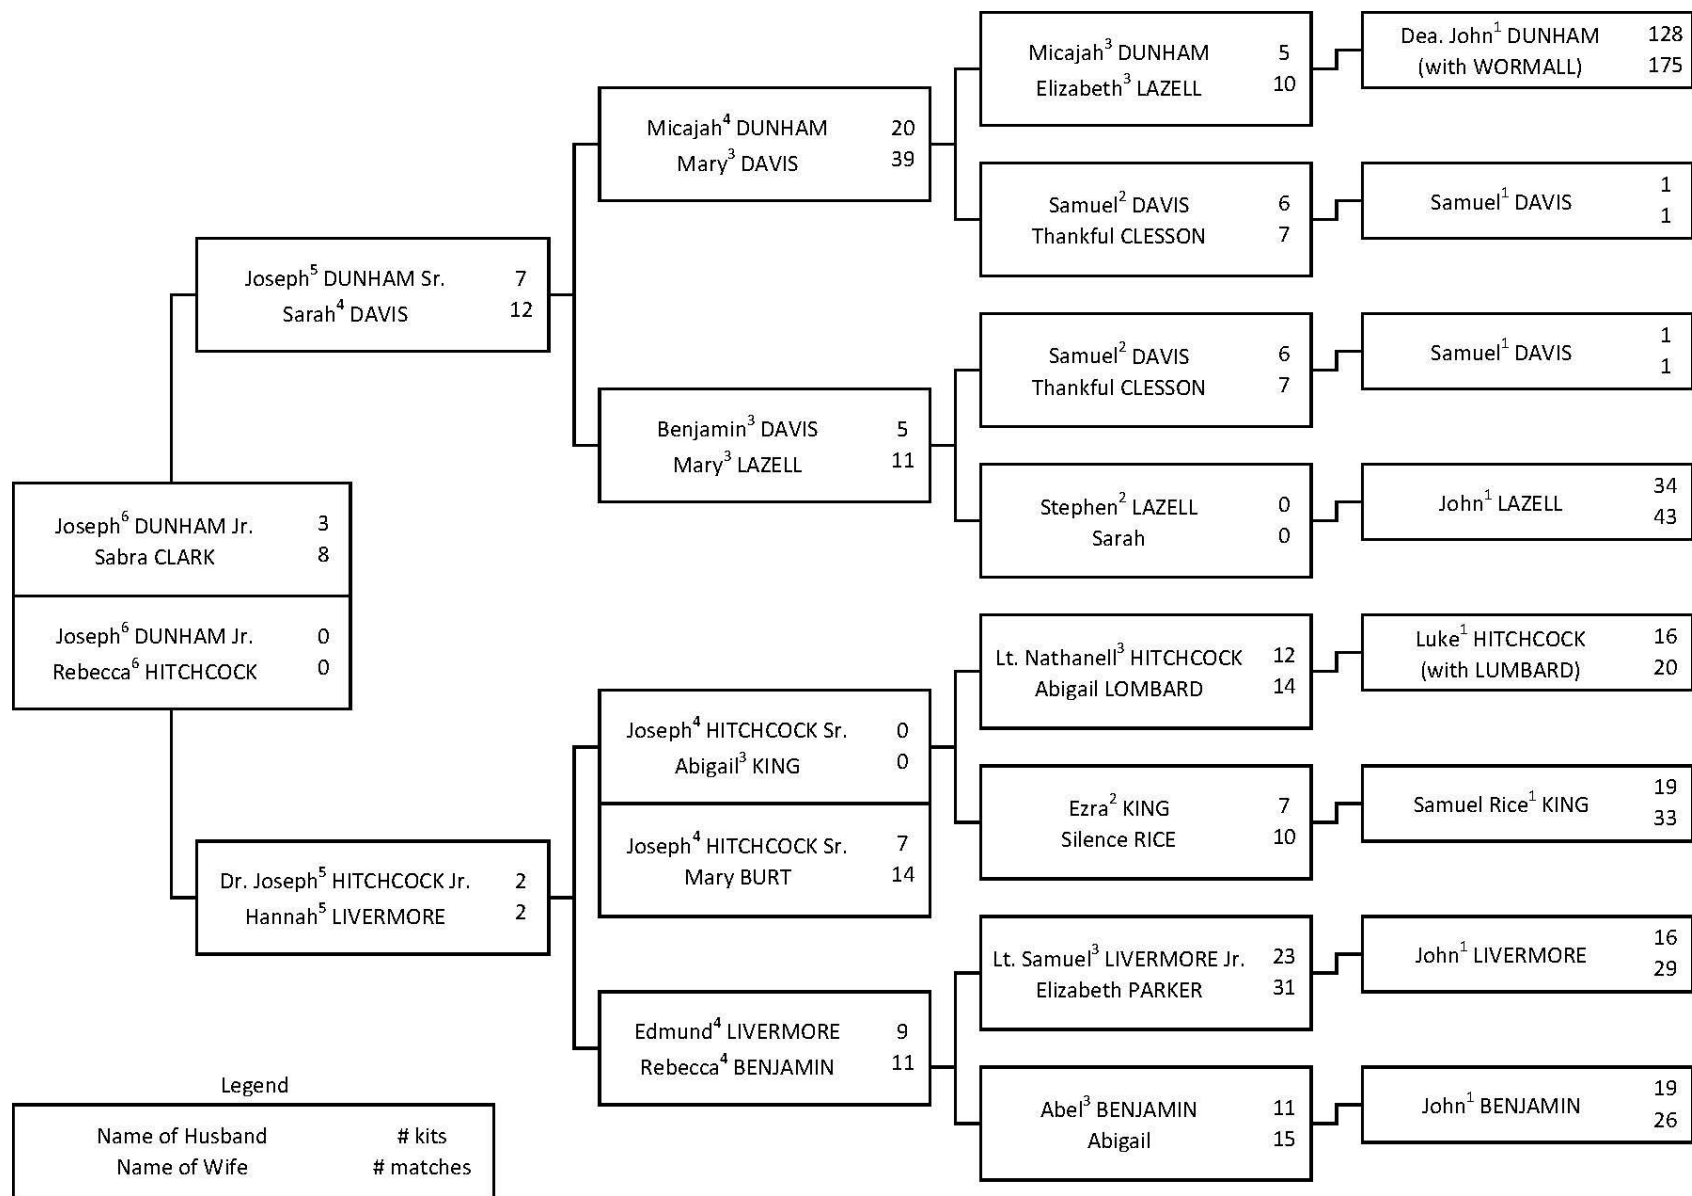 Joseph⁶ DUNHAM Jr. 3
Sabra CLARK 8
Joseph⁶ DUNHAM Jr. 0
Rebecca⁶ HITCHCOCK 0
Joseph⁵ DUNHAM Sr. 7
Sarah⁴ DAVIS 12
Dr. Joseph⁵ HITCHCOCK Jr. 2
Hannah⁵ LIVERMORE 2
Micajah⁴ DUNHAM 20
Mary³ DAVIS 39
Benjamin³ DAVIS 5
Mary³ LAZELL 11
Joseph⁴ HITCHCOCK Sr. 0
Abigail³ KING 0
Joseph⁴ HITCHCOCK Sr. 7
Mary BURT 14
Edmund⁴ LIVERMORE 9
Rebecca⁴ BENJAMIN 11
Micajah³ DUNHAM 5
Elizabeth³ LAZELL 10
Samuel² DAVIS 6
Thankful CLESSON 7
Samuel² DAVIS 6
Thankful CLESSON 7
Stephen² LAZELL 0
Sarah 0
Lt. Nathanell³ HITCHCOCK 12
Abigail LOMBARD 14
Ezra² KING 7
Silence RICE 10
Lt. Samuel³ LIVERMORE Jr. 23
Elizabeth PARKER 31
Abel³ BENJAMIN 11
Abigail 15
Dea. John¹ DUNHAM 128
(with WORMALL) 175
Samuel¹ DAVIS 1
1
Samuel¹ DAVIS 1
1
John¹ LAZELL 34
43
Luke¹ HITCHCOCK 16
(with LUMBARD) 20
Samuel Rice¹ KING 19
33
John¹ LIVERMORE 16
29
John¹ BENJAMIN 19
26
Legend
Name of Husband # kits
Name of Wife # matches